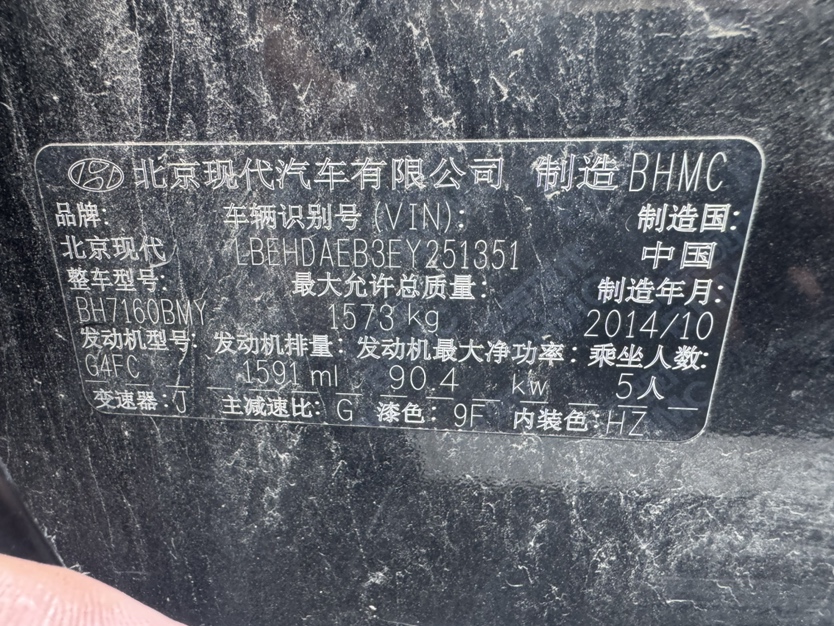 北京现代汽车有限公司 制造 BHMC
品牌: 车辆识别号(VIN): 制造国:
北京现代 LBEHDAEB3EY251351 中国
整车型号: 最大允许总质量: 制造年月:
BH7160BMY 1573 kg 2014/10
发动机型号: 发动机排量: 发动机最大净功率: 乘坐人数:
G4FC 1591 ml 90.4 kw 5人
变速器: J 主减速比: G 漆色: 9F 内装色: HZ